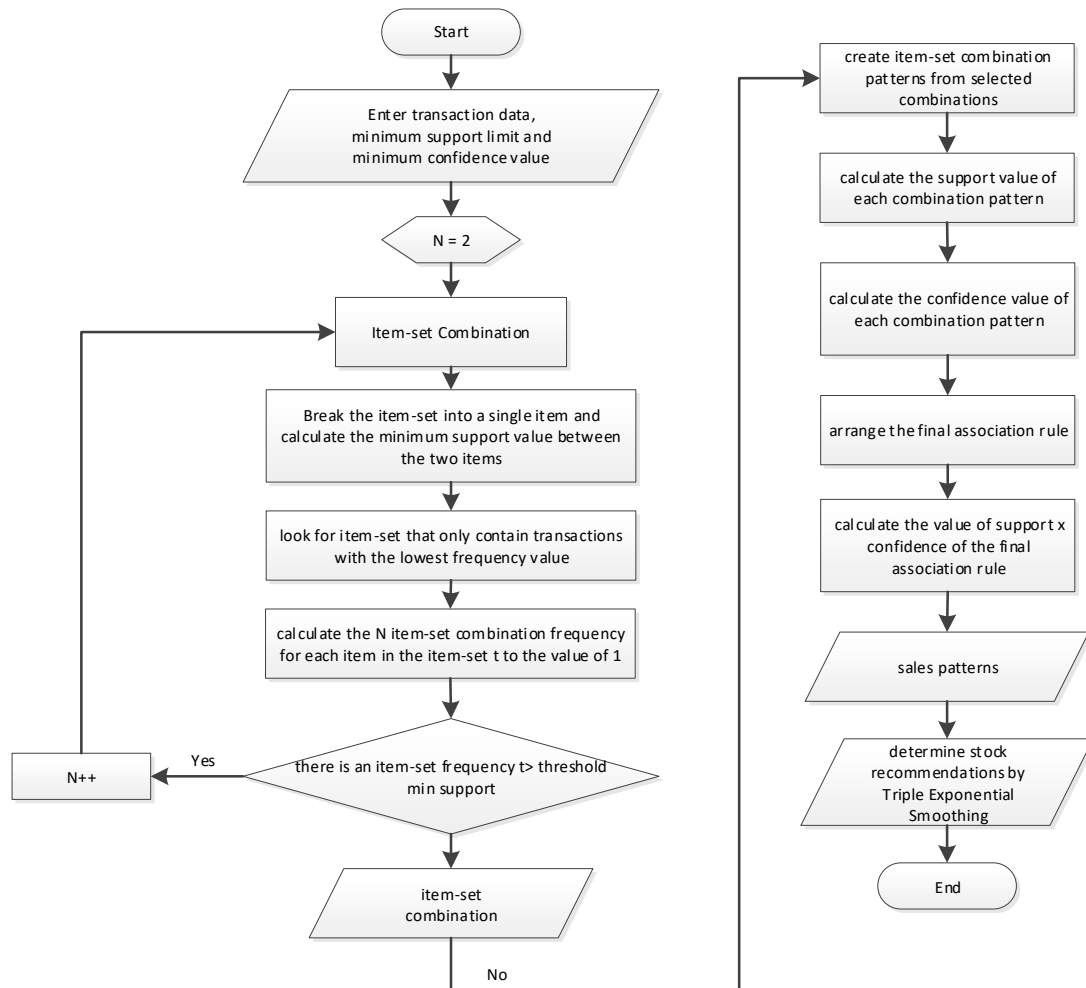 Start
Enter transaction data,
minimum support limit and
minimum confidence value
N = 2
Item-set Combination
Break the item-set into a single item and
calculate the minimum support value between
the two items
look for item-set that only contain transactions
with the lowest frequency value
calculate the N item-set combination frequency
for each item in the item-set t to the value of 1
there is an item-set frequency t> threshold
min support
Yes
N++
item-set
combination
No
create item-set combination
patterns from selected
combinations
calculate the support value of
each combination pattern
calculate the confidence value of
each combination pattern
arrange the final association rule
calculate the value of support x
confidence of the final
association rule
sales patterns
determine stock
recommendations by
Triple Exponential
Smoothing
End